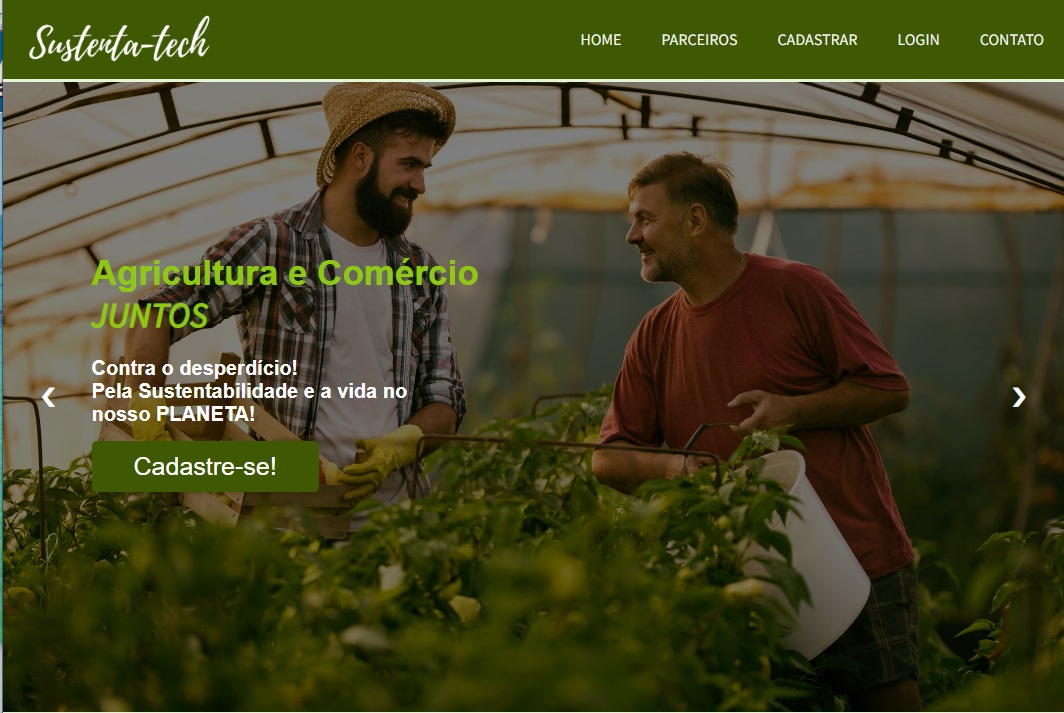 Sustenta-tech
HOME PARCEIROS CADASTRAR LOGIN CONTATO
Agricultura e Comércio
JUNTOS
Contra o desperdício!
Pela Sustentabilidade e a vida no
nosso PLANETA!
Cadastre-se!